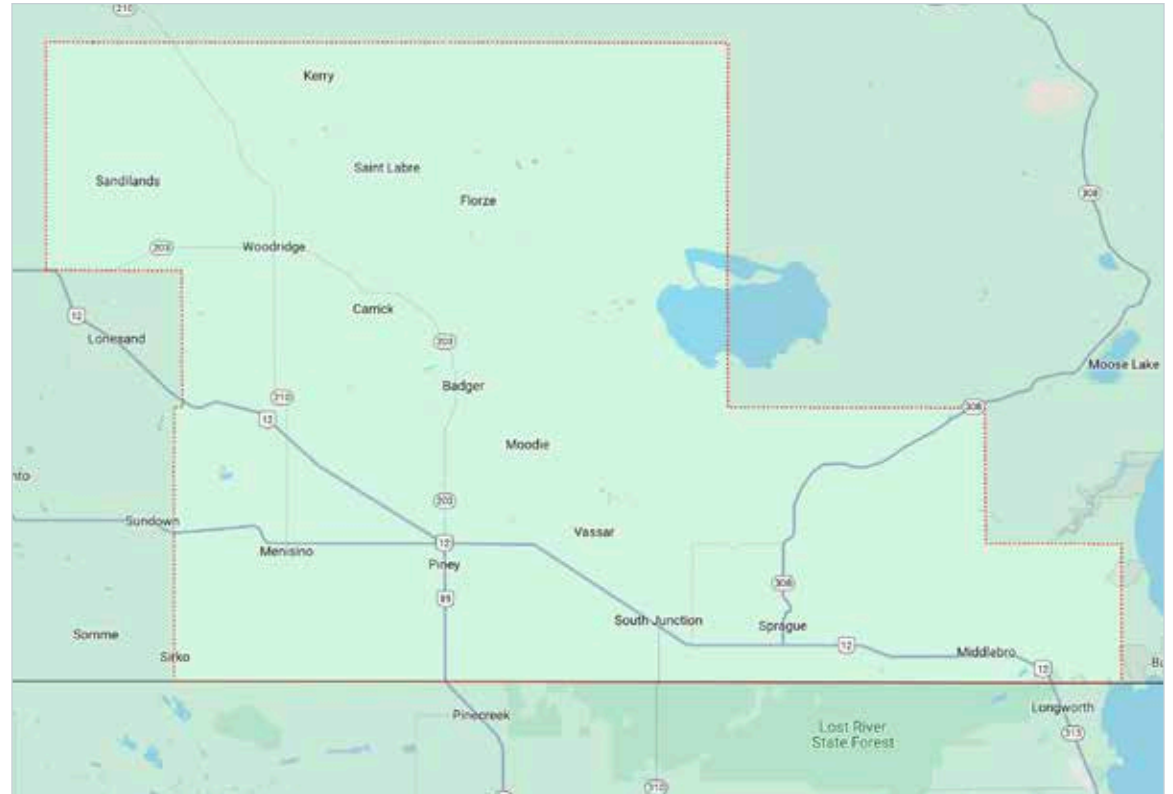 210
Kerry
308
Saint Labre
Sandilands
Florze
203
Woodridge
12
Carrick
Lonesand
203
Moose Lake
Badger
210
308
12
Moodie
nto
203
Sundown
Vassar
12
Menisino
Piney
308
89
South Junction
Sprague
Somme
12
Middlebro
Sirko
12
Longworth
Pinecreek
Lost River
State Forest
313
310